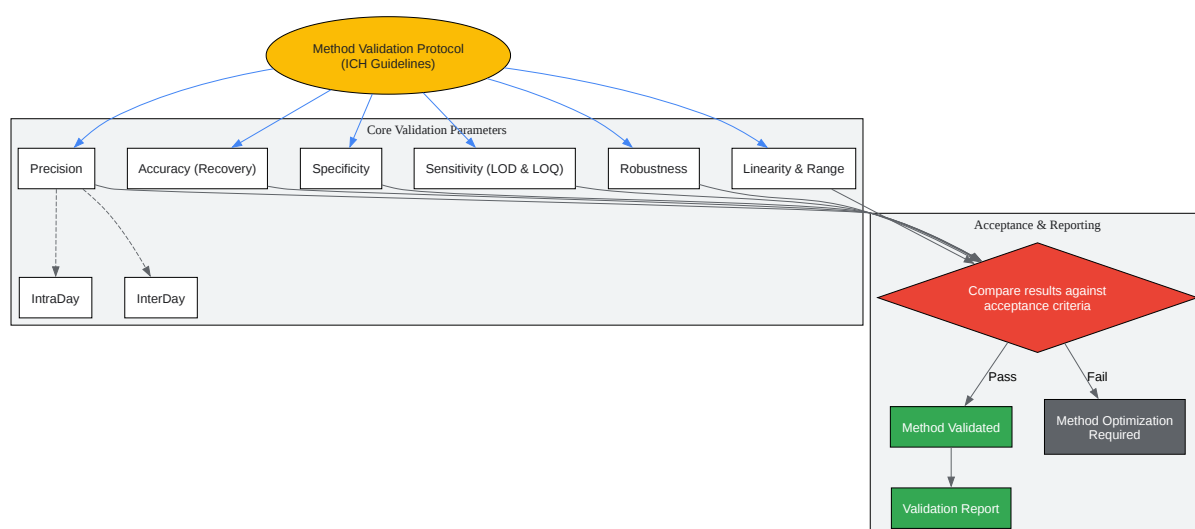 Method Validation Protocol
(ICH Guidelines)
Core Validation Parameters
Precision
Accuracy (Recovery)
Specificity
Sensitivity (LOD & LOQ)
Robustness
Linearity & Range
IntraDay
InterDay
Acceptance & Reporting
Compare results against
acceptance criteria
Pass
Fail
Method Validated
Method Optimization
Required
Validation Report